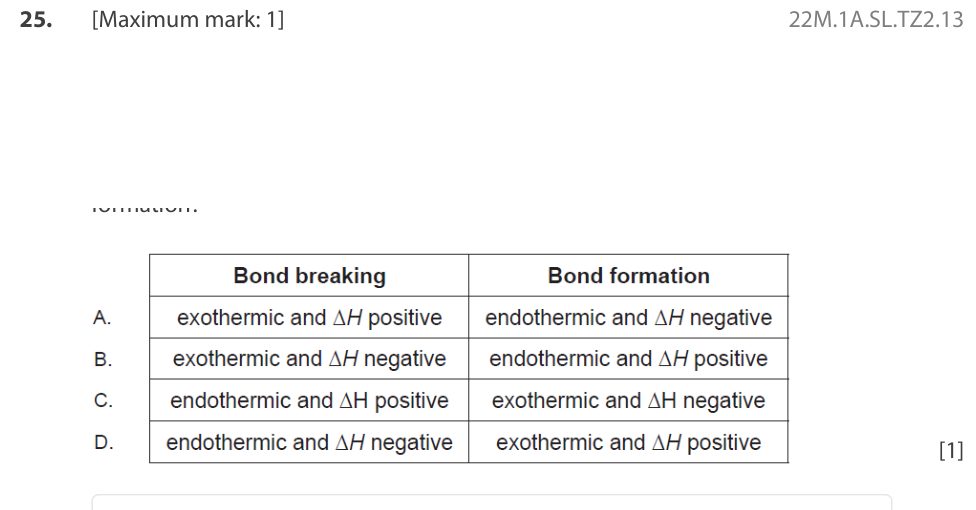 25. [Maximum mark: 1] 22M.1A.SL.TZ2.13
Bond breaking Bond formation
A. exothermic and ΔH positive endothermic and ΔH negative
B. exothermic and ΔH negative endothermic and ΔH positive
C. endothermic and ΔH positive exothermic and ΔH negative
D. endothermic and ΔH negative exothermic and ΔH positive
[1]